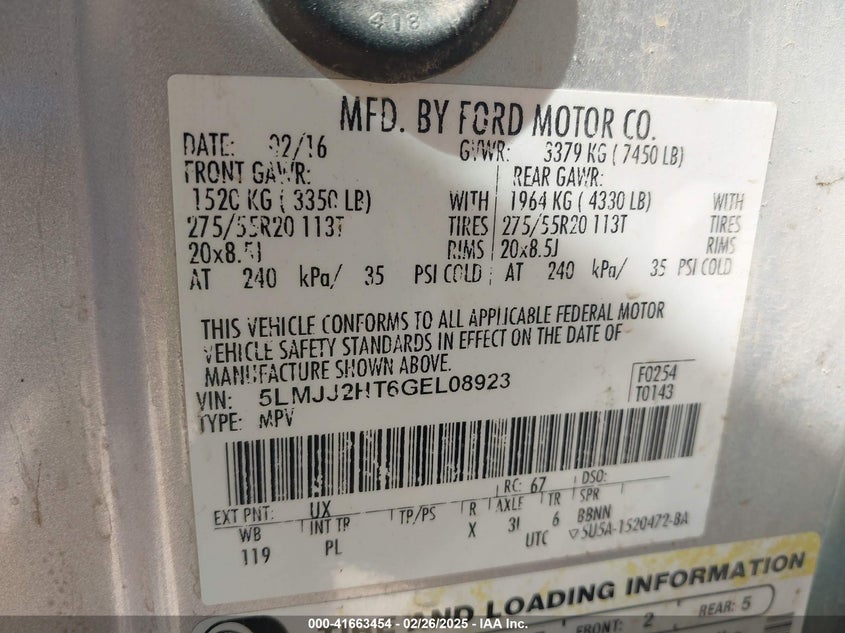 418
MFD. BY FORD MOTOR CO.
DATE: 02/16 GVWR: 3379 KG ( 7450 LB)
FRONT GAWR: REAR GAWR:
1520 KG ( 3350 LB) WITH 1964 KG ( 4330 LB) WITH
275/55R20 113T TIRES 275/55R20 113T TIRES
20x8.5J RIMS 20x8.5J RIMS
AT 240 kPa/ 35 PSI COLD AT 240 kPa/ 35 PSI COLD
THIS VEHICLE CONFORMS TO ALL APPLICABLE FEDERAL MOTOR
VEHICLE SAFETY STANDARDS IN EFFECT ON THE DATE OF
MANUFACTURE SHOWN ABOVE.
VIN: 5LMJJ2HT6GEL08923 F0254
TYPE: MPV T0143
EXT PNT: UX RC: 67 DSO:
WB INT TR TP/PS R AXLE TR SPR
119 PL X 3I 6 BBNN
UTC ▽5U5A-1520472-BA
AND LOADING INFORMATION
FRONT: 2 REAR: 5
000-41663454 - 02/26/2025 - IAA Inc.